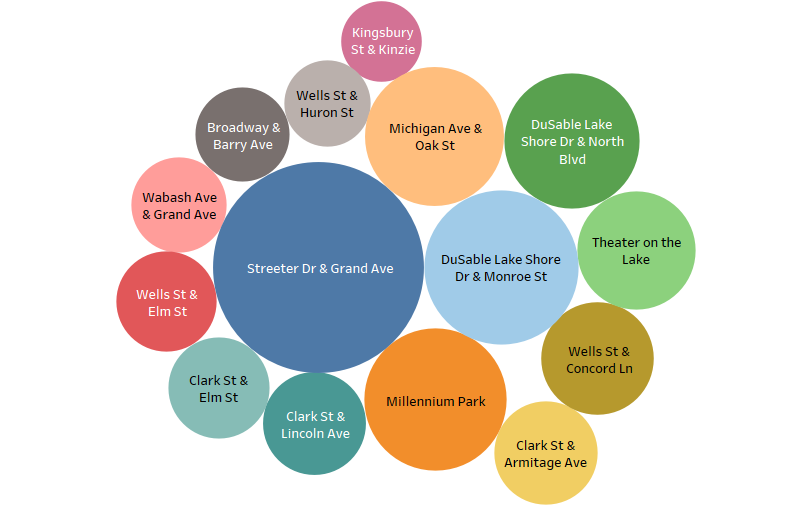 Kingsbury
St & Kinzie
Wells St &
Huron St
Michigan Ave &
Oak St
DuSable Lake
Shore Dr & North
Blvd
Broadway &
Barry Ave
Wabash Ave
& Grand Ave
Streeter Dr & Grand Ave
DuSable Lake Shore
Dr & Monroe St
Theater on the
Lake
Wells St &
Elm St
Wells St &
Concord Ln
Clark St &
Elm St
Millennium Park
Clark St &
Lincoln Ave
Clark St &
Armitage Ave